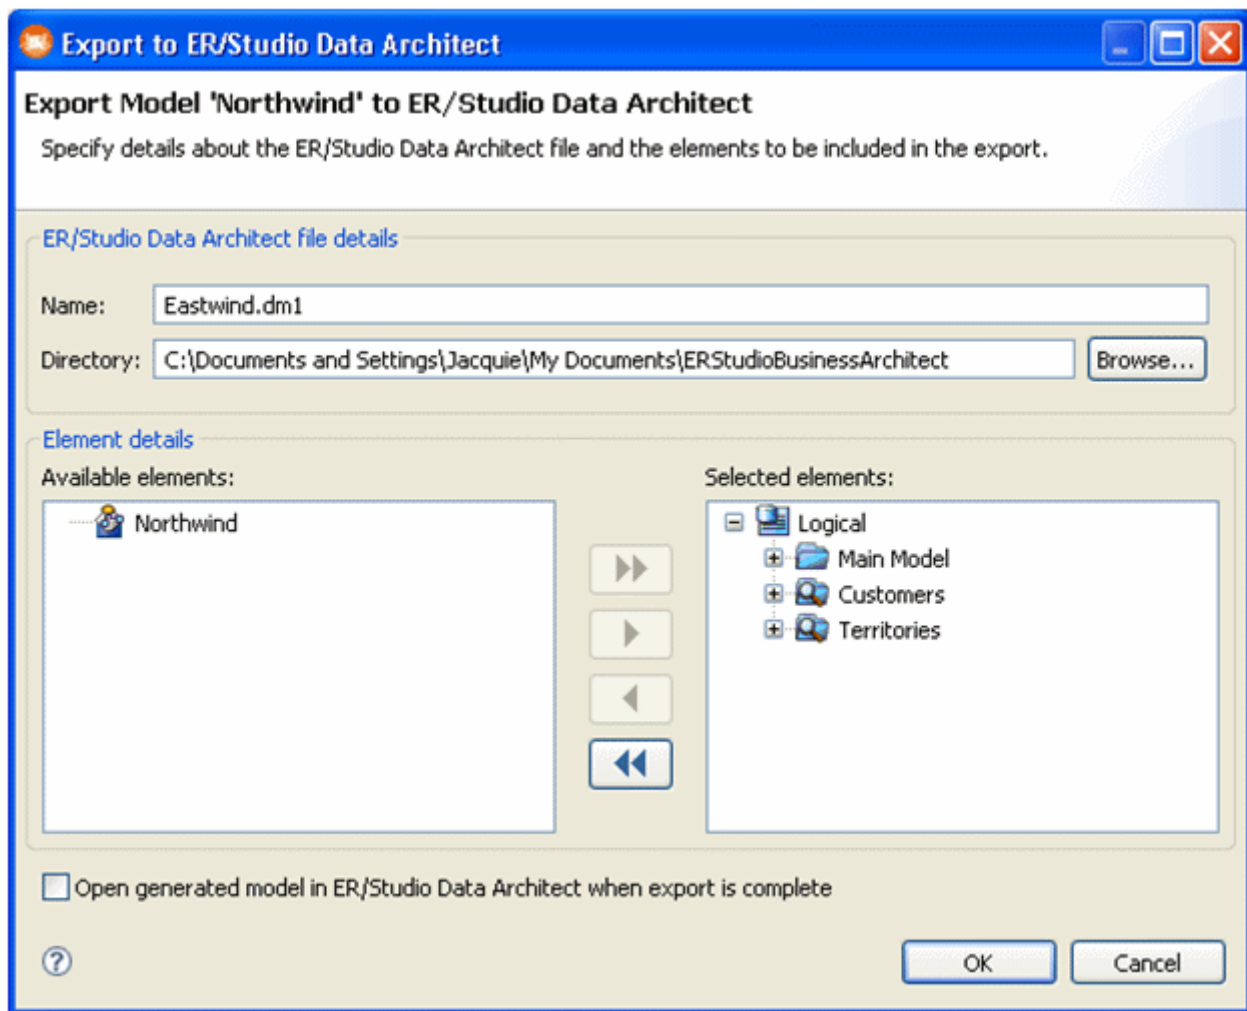 Export to ER/Studio Data Architect
Export Model 'Northwind' to ER/Studio Data Architect
Specify details about the ER/Studio Data Architect file and the elements to be included in the export.
ER/Studio Data Architect file details
Name: Eastwind.dm1
Directory: C:\Documents and Settings\Jacquie\My Documents\ERStudioBusinessArchitect Browse...
Element details
Available elements: Selected elements:
Northwind Logical
Main Model
Customers
Territories
Open generated model in ER/Studio Data Architect when export is complete
? OK Cancel